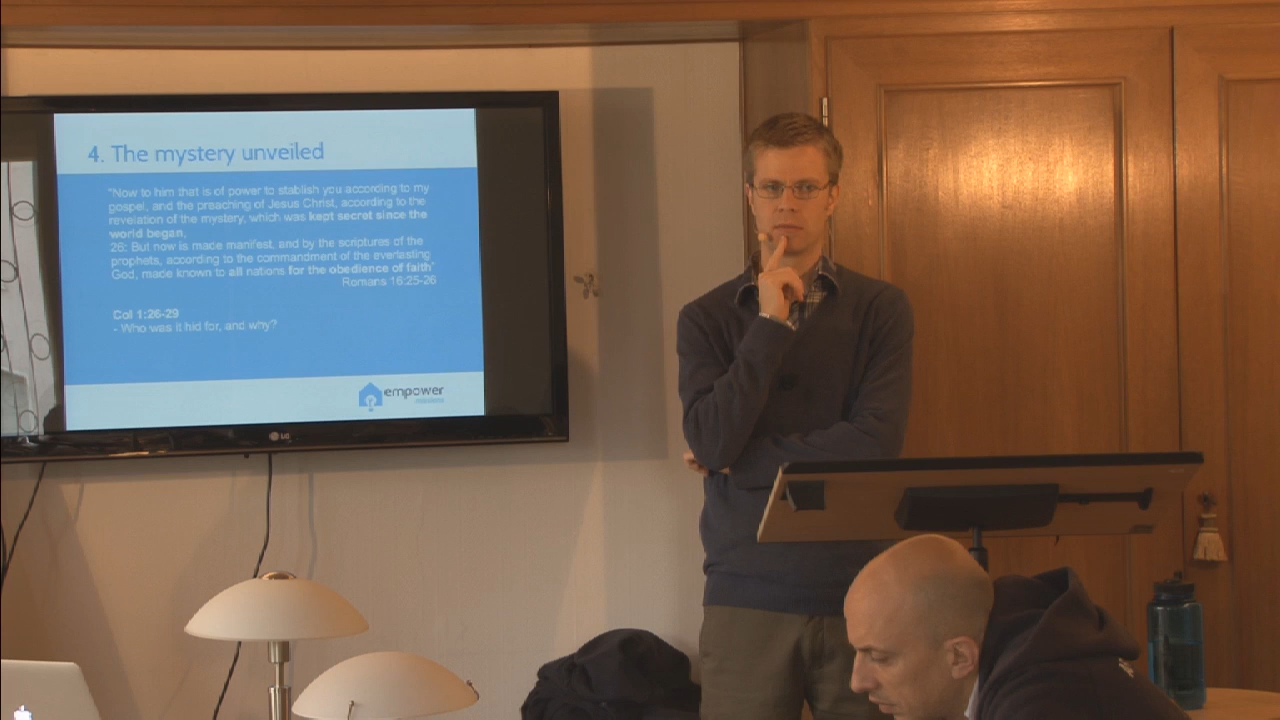 4. The mystery unveiled
"Now to him that is of power to stablish you according to my
gospel, and the preaching of Jesus Christ, according to the
revelation of the mystery, which was kept secret since the
world began,
26: But now is made manifest, and by the scriptures of the
prophets, according to the commandment of the everlasting
God, made known to all nations for the obedience of faith"
Romans 16:25-26
Col 1:26-29
- Who was it hid for, and why?
empower
LG